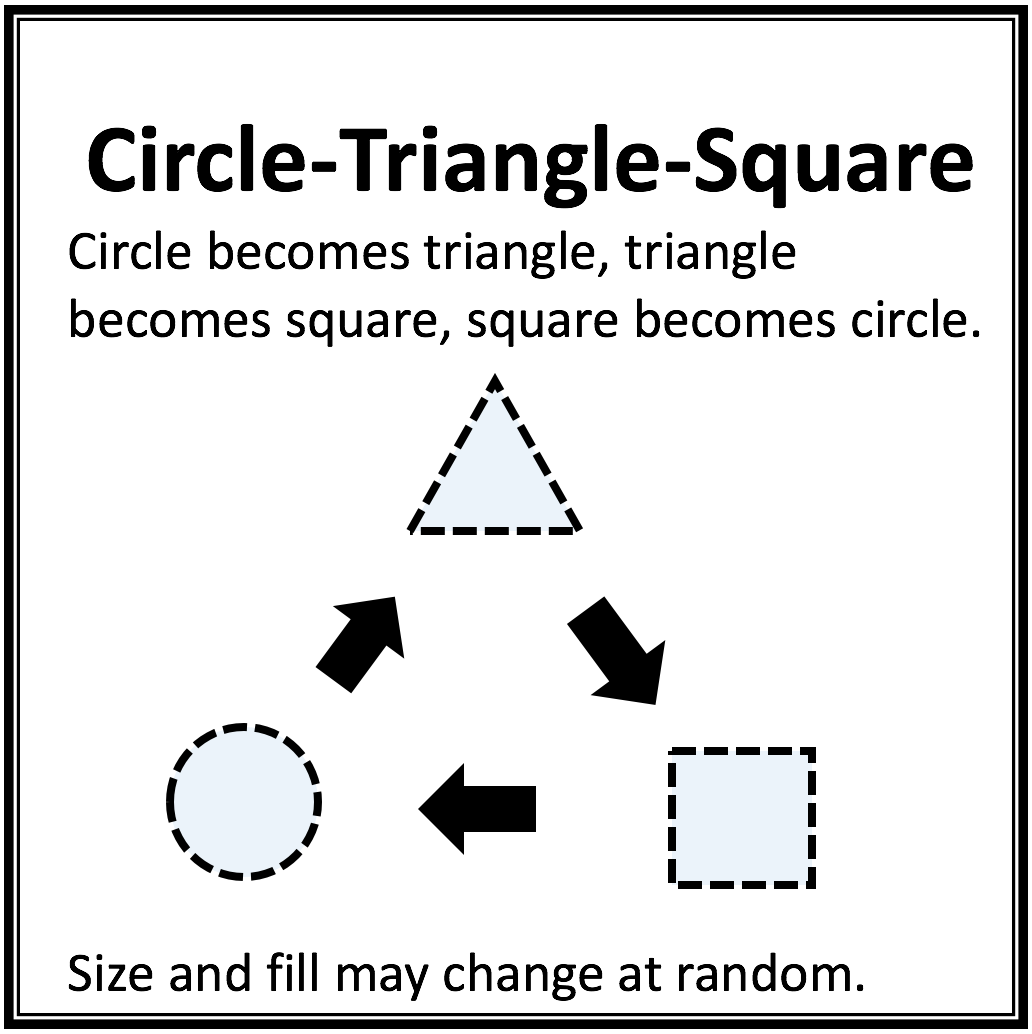 Circle-Triangle-Square
Circle becomes triangle, triangle
becomes square, square becomes circle.
Size and fill may change at random.